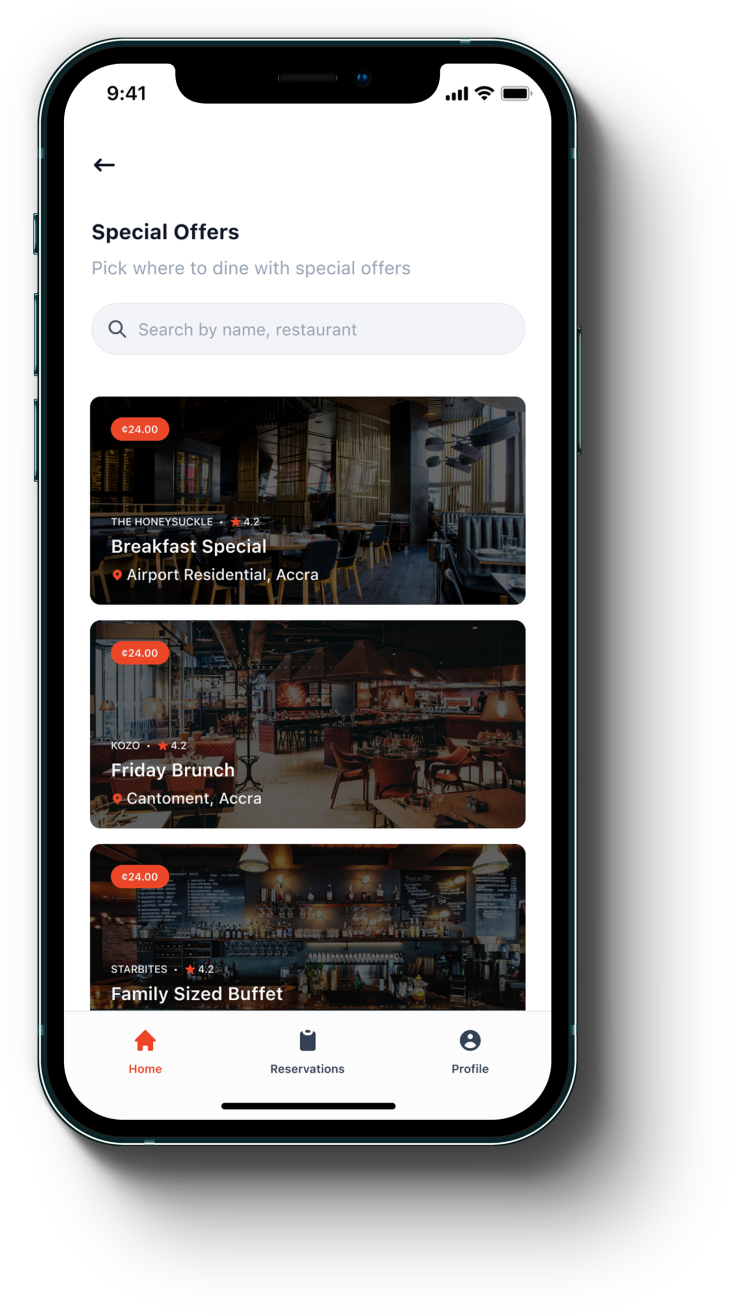 9:41
Special Offers
Pick where to dine with special offers
Search by name, restaurant
¢24.00
THE HONEYSUCKLE • ★ 4.2
Breakfast Special
Airport Residential, Accra
¢24.00
KOZO • ★ 4.2
Friday Brunch
Cantoment, Accra
¢24.00
STARBITES • ★ 4.2
Family Sized Buffet
Home
Reservations
Profile